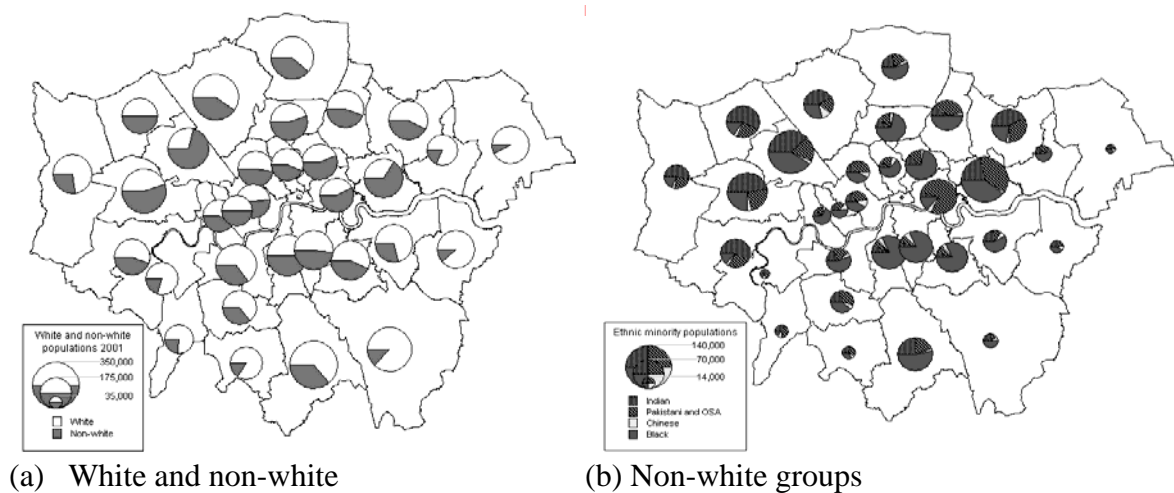 White and non-white
populations 2001
350,000
175,000
35,000
White
Non-white
Ethnic minority populations
140,000
70,000
14,000
Indian
Pakistani and OSA
Chinese
Black
(a) White and non-white
(b) Non-white groups